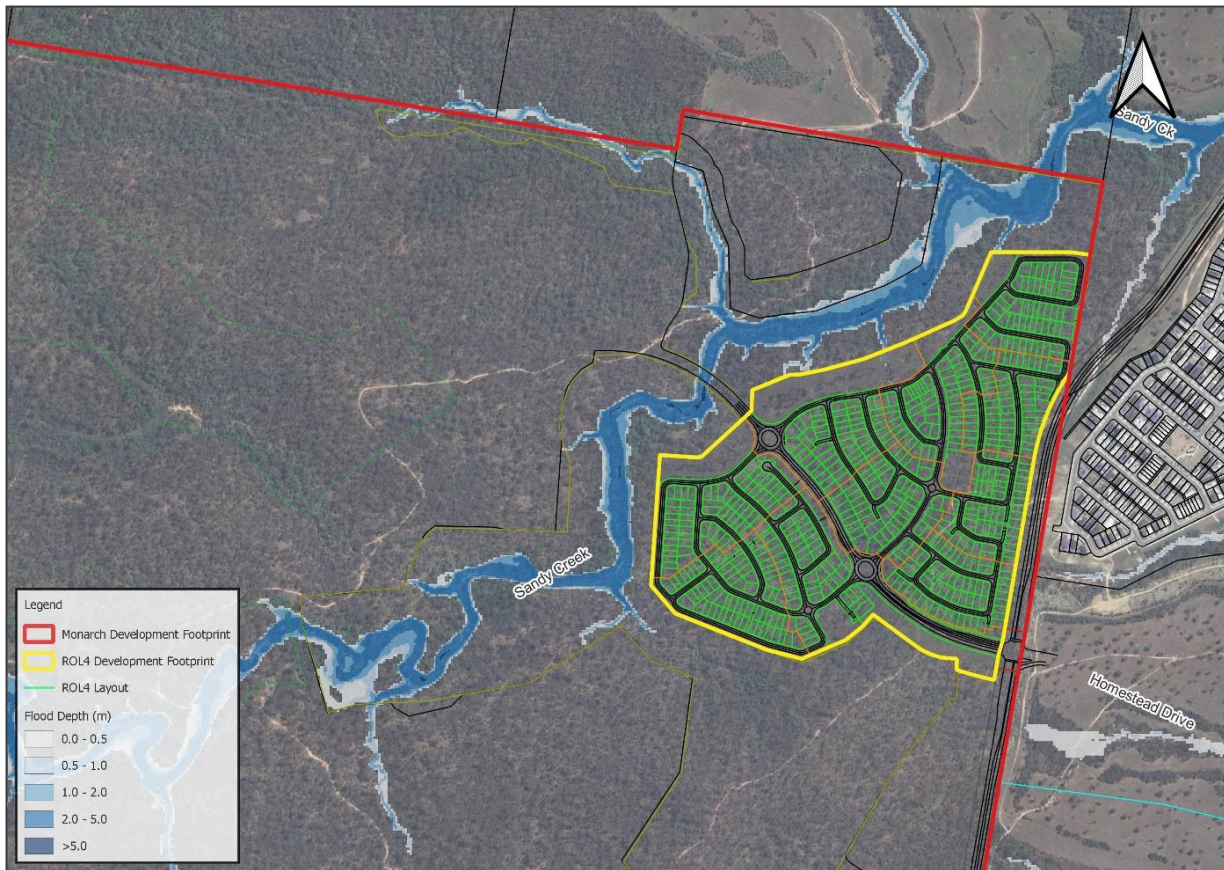 Sandy Ck
Sandy Creek
Homestead Drive
Legend
Monarch Development Footprint
ROL4 Development Footprint
ROL4 Layout
Flood Depth (m)
0.0 - 0.5
0.5 - 1.0
1.0 - 2.0
2.0 - 5.0
>5.0